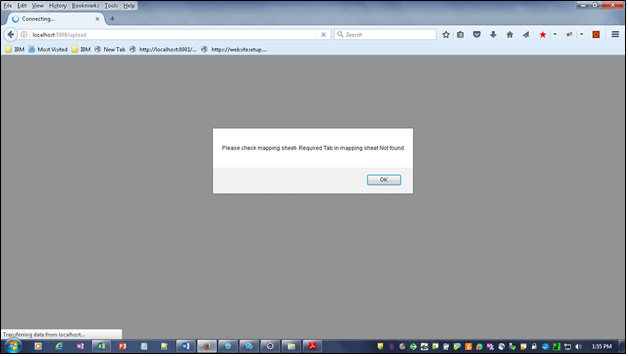 File Edit View History Bookmarks Tools Help
Connecting...
localhost:5000/upload
Search
IBM Most Visited IBM New Tab http://localhost:8081/... https://websitesetup....
Please check mapping sheet- Required Tab in mapping sheet Not found
OK
Transferring data from localhost...
1:55 PM